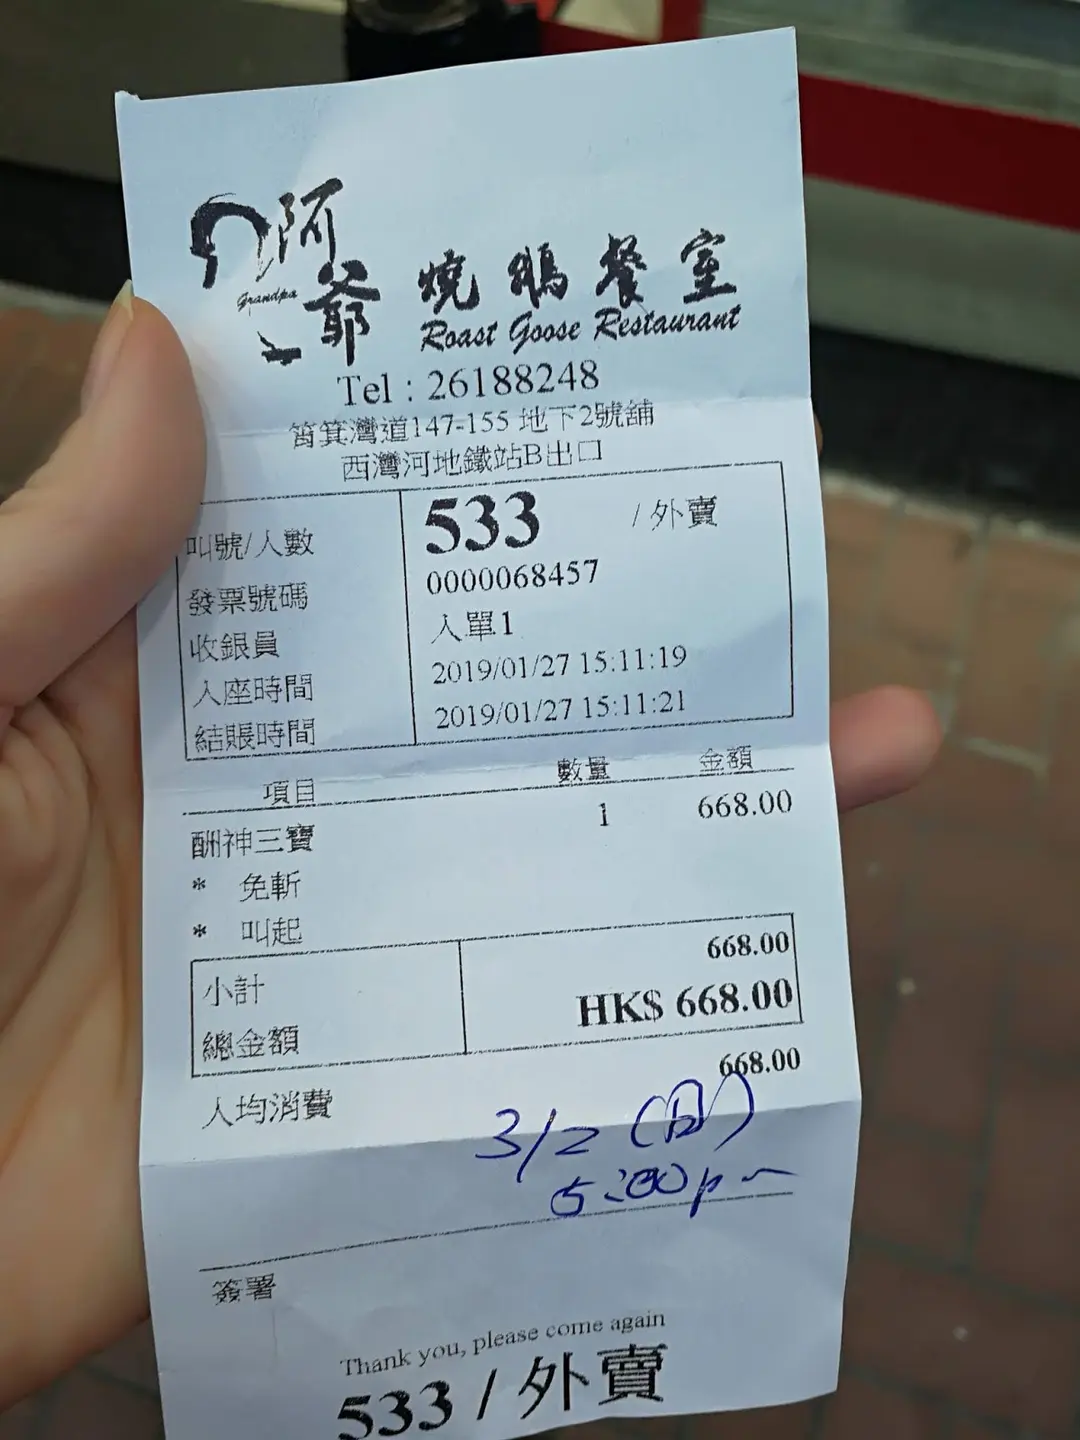 阿爺
Grandpa
燒鵝餐室
Roast Goose Restaurant
Tel : 26188248
筲箕灣道147-155 地下2號舖
西灣河地鐵站B出口
叫號/人數 533 / 外賣
發票號碼 0000068457
收銀員 入單1
入座時間 2019/01/27 15:11:19
結賬時間 2019/01/27 15:11:21
項目 數量 金額
酬神三寶 1 668.00
* 免斬
* 叫起
小計 668.00
總金額 HK$ 668.00
人均消費 668.00
3/2 (日)
5:00pm
簽署
Thank you, please come again
533 / 外賣